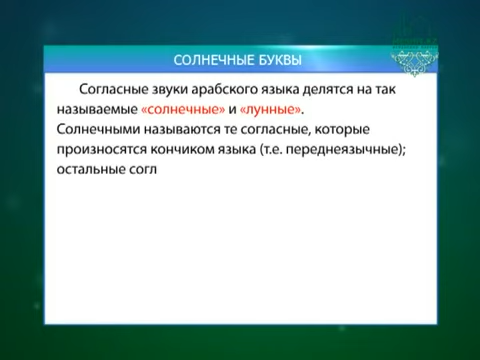 СОЛНЕЧНЫЕ БУКВЫ
Согласные звуки арабского языка делятся на так
называемые «солнечные» и «лунные».
Солнечными называются те согласные, которые
произносятся кончиком языка (т.е. переднеязычные);
остальные согл